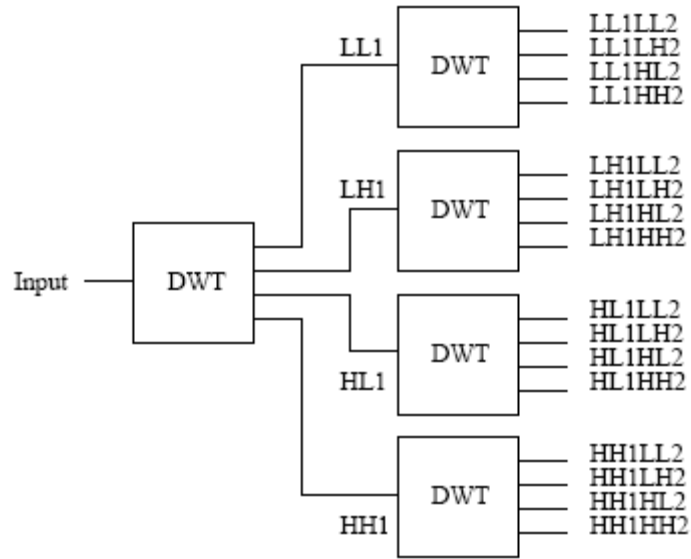 LL1
DWT
LL1LL2
LL1LH2
LL1HL2
LL1HH2
LH1
DWT
LH1LL2
LH1LH2
LH1HL2
LH1HH2
Input
DWT
HL1
DWT
HL1LL2
HL1LH2
HL1HL2
HL1HH2
HH1
DWT
HH1LL2
HH1LH2
HH1HL2
HH1HH2